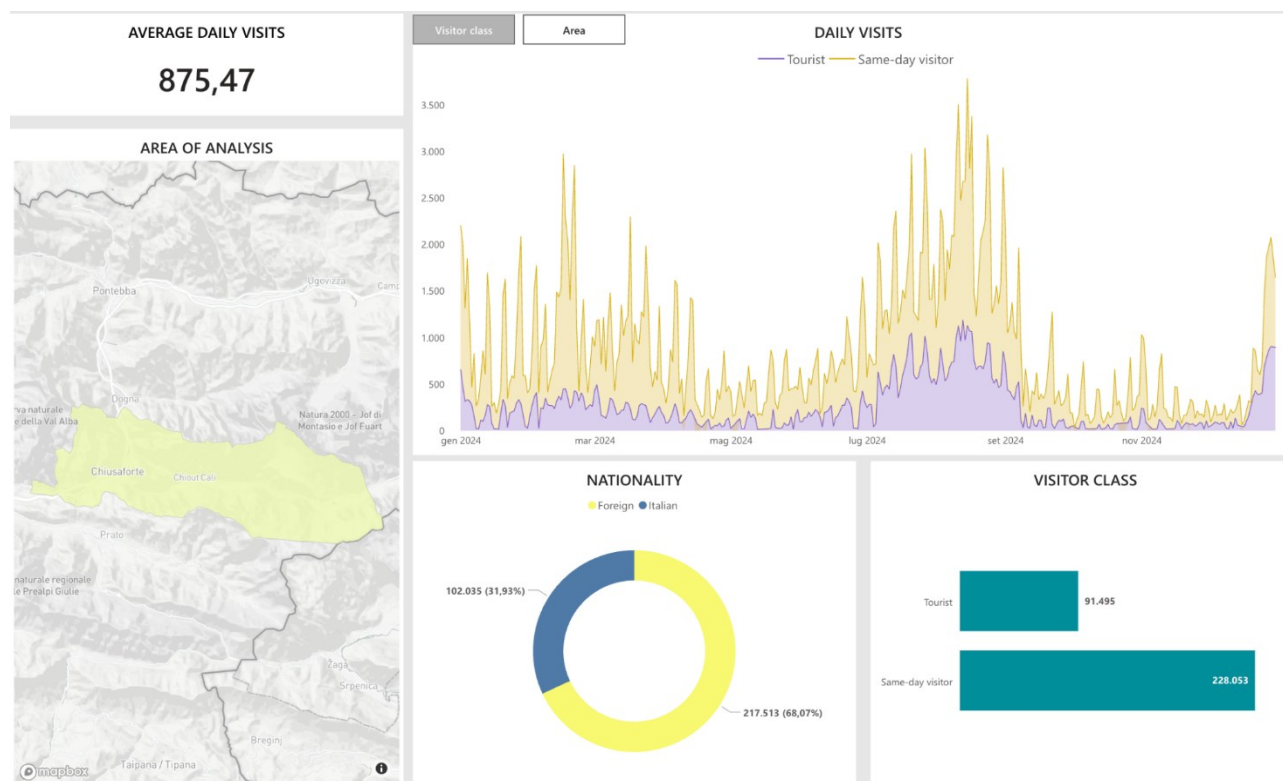 AVERAGE DAILY VISITS
875,47
AREA OF ANALYSIS
Pontebba
Ugovizza
Camp
Dogna
rva naturale
e della Val Alba
Natura 2000 – Jôf di
Montasio e Jôf Fuart
Chiusaforte
Chiout Cali
Prato
naturale regionale
le Prealpi Giulie
Žaga
Srpenica
Breginj
Taipana / Tipana
mapbox
Visitor class
Area
DAILY VISITS
Tourist
Same-day visitor
3.500
3.000
2.500
2.000
1.500
1.000
500
0
gen 2024
mar 2024
mag 2024
lug 2024
set 2024
nov 2024
NATIONALITY
Foreign
Italian
102.035 (31,93%)
217.513 (68,07%)
VISITOR CLASS
Tourist
91.495
Same-day visitor
228.053